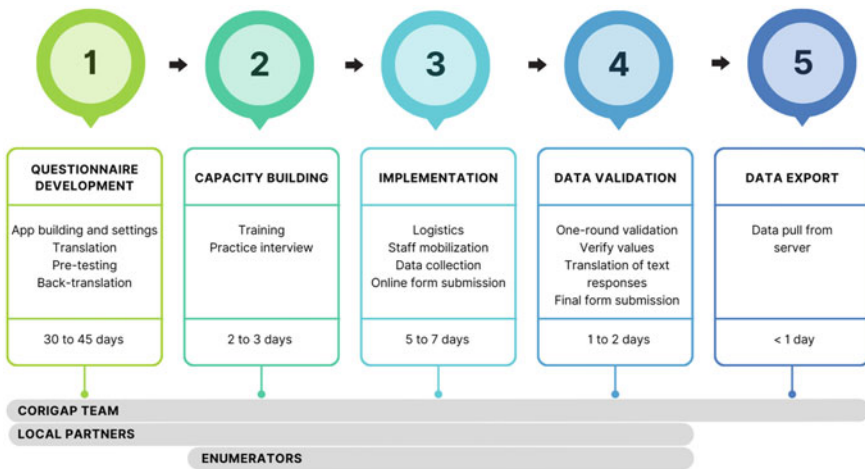 1
2
3
4
5
QUESTIONNAIRE
DEVELOPMENT
App building and settings
Translation
Pre-testing
Back-translation
30 to 45 days
CAPACITY BUILDING
Training
Practice interview
2 to 3 days
IMPLEMENTATION
Logistics
Staff mobilization
Data collection
Online form submission
5 to 7 days
DATA VALIDATION
One-round validation
Verify values
Translation of text
responses
Final form submission
1 to 2 days
DATA EXPORT
Data pull from
server
< 1 day
CORIGAP TEAM
LOCAL PARTNERS
ENUMERATORS